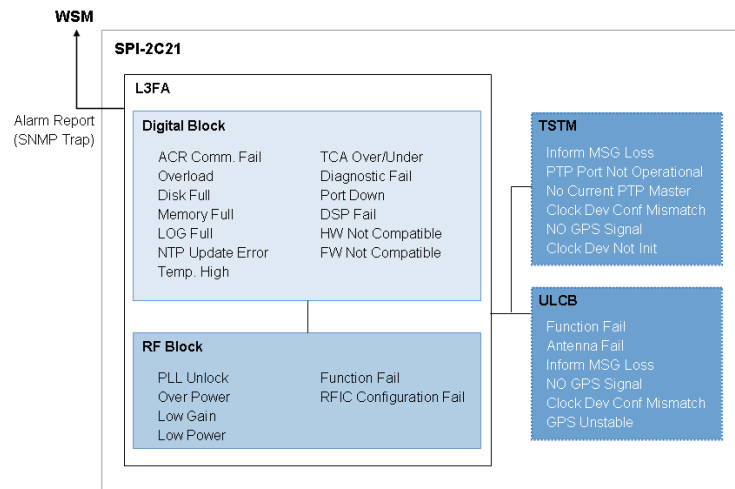 WSM
SPI-2C21
L3FA
Alarm Report
(SNMP Trap)
Digital Block
ACR Comm. Fail
Overload
Disk Full
Memory Full
LOG Full
NTP Update Error
Temp. High
TCA Over/Under
Diagnostic Fail
Port Down
DSP Fail
HW Not Compatible
FW Not Compatible
RF Block
PLL Unlock
Over Power
Low Gain
Low Power
Function Fail
RFIC Configuration Fail
TSTM
Inform MSG Loss
PTP Port Not Operational
No Current PTP Master
Clock Dev Conf Mismatch
NO GPS Signal
Clock Dev Not Init
ULCB
Function Fail
Antenna Fail
Inform MSG Loss
NO GPS Signal
Clock Dev Conf Mismatch
GPS Unstable